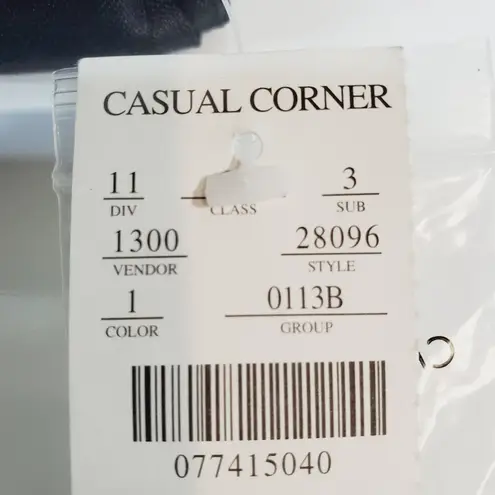 CASUAL CORNER
11 3
DIV CLASS SUB
1300 28096
VENDOR STYLE
1 0113B
COLOR GROUP
077415040